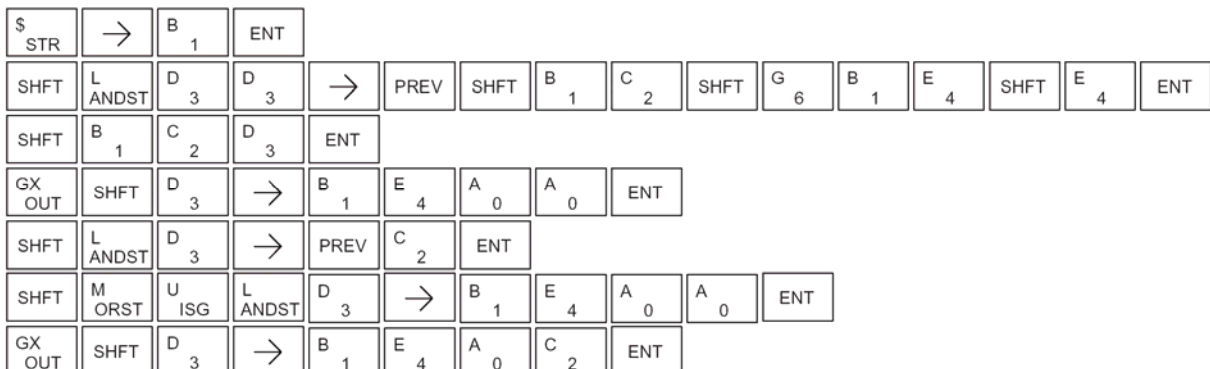 $ STR → B 1 ENT
SHFT L ANDST D 3 D 3 → PREV SHFT B 1 C 2 SHFT G 6 B 1 E 4 SHFT E 4 ENT
SHFT B 1 C 2 D 3 ENT
GX OUT SHFT D 3 → B 1 E 4 A 0 A 0 ENT
SHFT L ANDST D 3 → PREV C 2 ENT
SHFT M ORST U ISG L ANDST D 3 → B 1 E 4 A 0 A 0 ENT
GX OUT SHFT D 3 → B 1 E 4 A 0 C 2 ENT